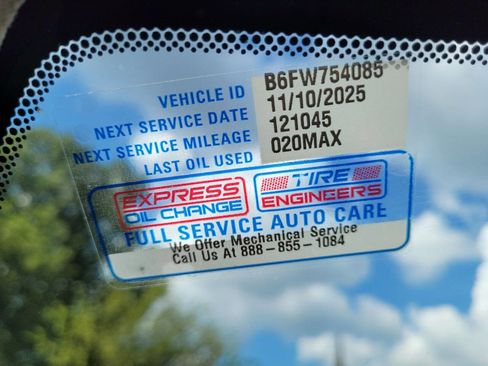 VEHICLE ID B6FW754085
NEXT SERVICE DATE 11/10/2025
NEXT SERVICE MILEAGE 121045
LAST OIL USED 020MAX
EXPRESS
OIL CHANGE
TIRE
ENGINEERS
FULL SERVICE AUTO CARE
We Offer Mechanical Service
Call Us At 888-855-1084